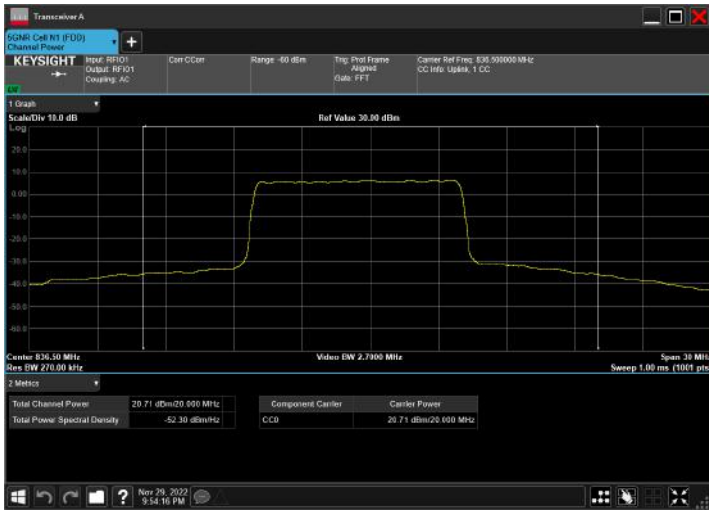 Transceiver A
5GNR Cell N1 (FDD)
Channel Power
+
KEYSIGHT
Input: RFIO1
Output: RFIO1
Coupling: AC
Corr CCorr
Range -60 dBm
Trig: Prot Frame
Aligned
Gate: FFT
Carrier Ref Freq: 836.500000 MHz
CC Info: Uplink, 1 CC
1 Graph
Scale/Div 10.0 dB
Ref Value 30.00 dBm
Log
20.0
10.0
0.00
-10.0
-20.0
-30.0
-40.0
-50.0
-60.0
Center 836.50 MHz
Video BW 2.7000 MHz
Span 30 MHz
Res BW 270.00 kHz
Sweep 1.00 ms (1001 pts
2 Metrics
Total Channel Power 20.71 dBm/20.000 MHz
Total Power Spectral Density -52.30 dBm/Hz
Component Carrier Carrier Power
CC0 20.71 dBm/20.000 MHz
?
Nov 29, 2022
9:54:16 PM